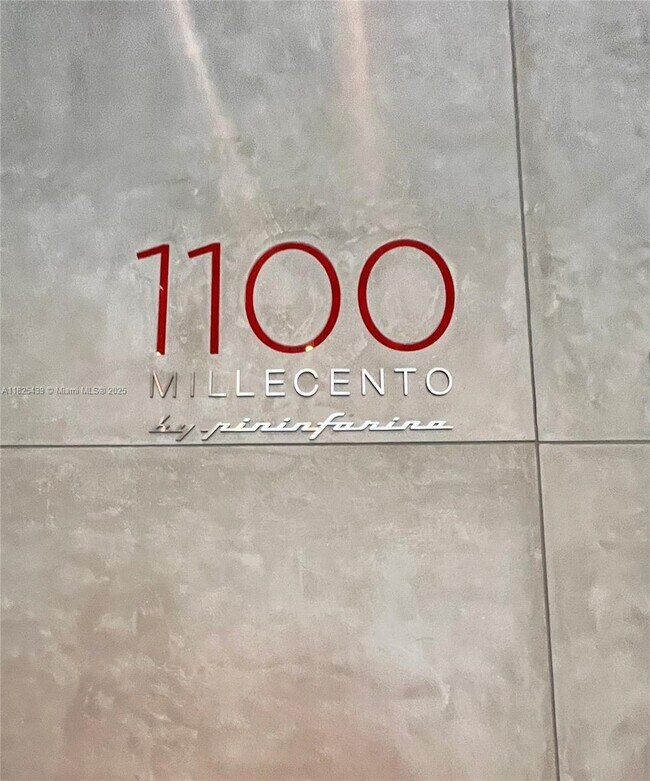 1100
MILLECENTO
by pininfarina
A11825439 © Miami MLS® 2025